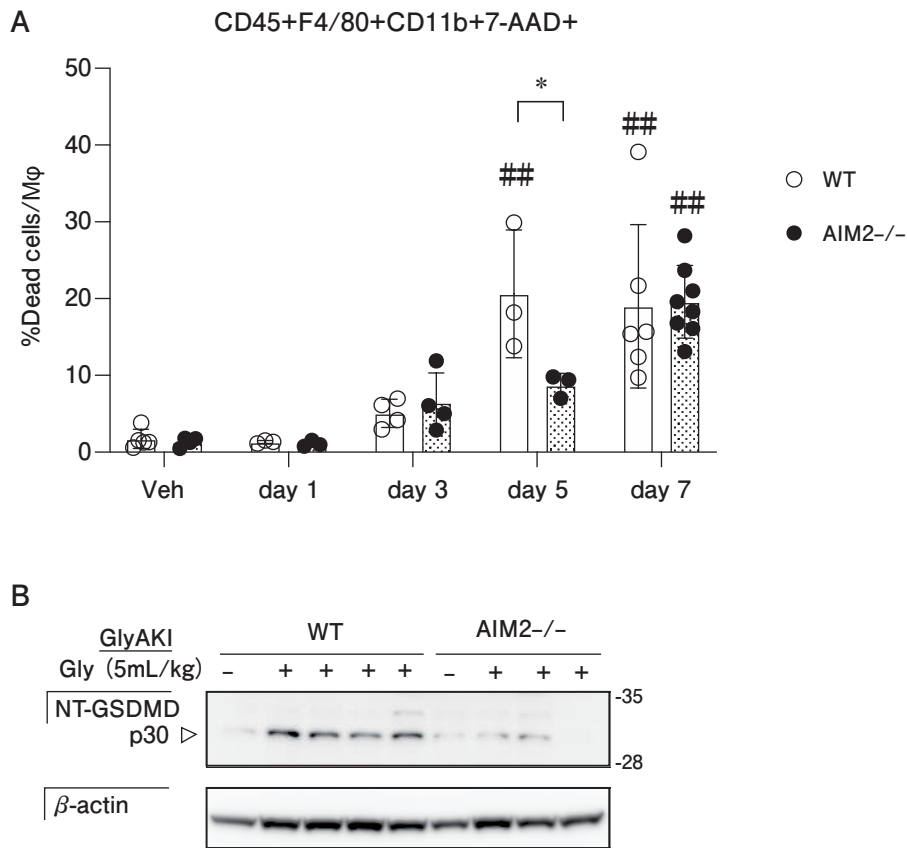 A
CD45+F4/80+CD11b+7-AAD+
%Dead cells/Mφ
50
40
30
20
10
0
*
##
##
##
WT
AIM2-/-
Veh day 1 day 3 day 5 day 7
B
GlyAKI WT AIM2-/-
Gly (5mL/kg) - + + + + - + + +
NT-GSDMD -35
p30 ▷
-28
β-actin